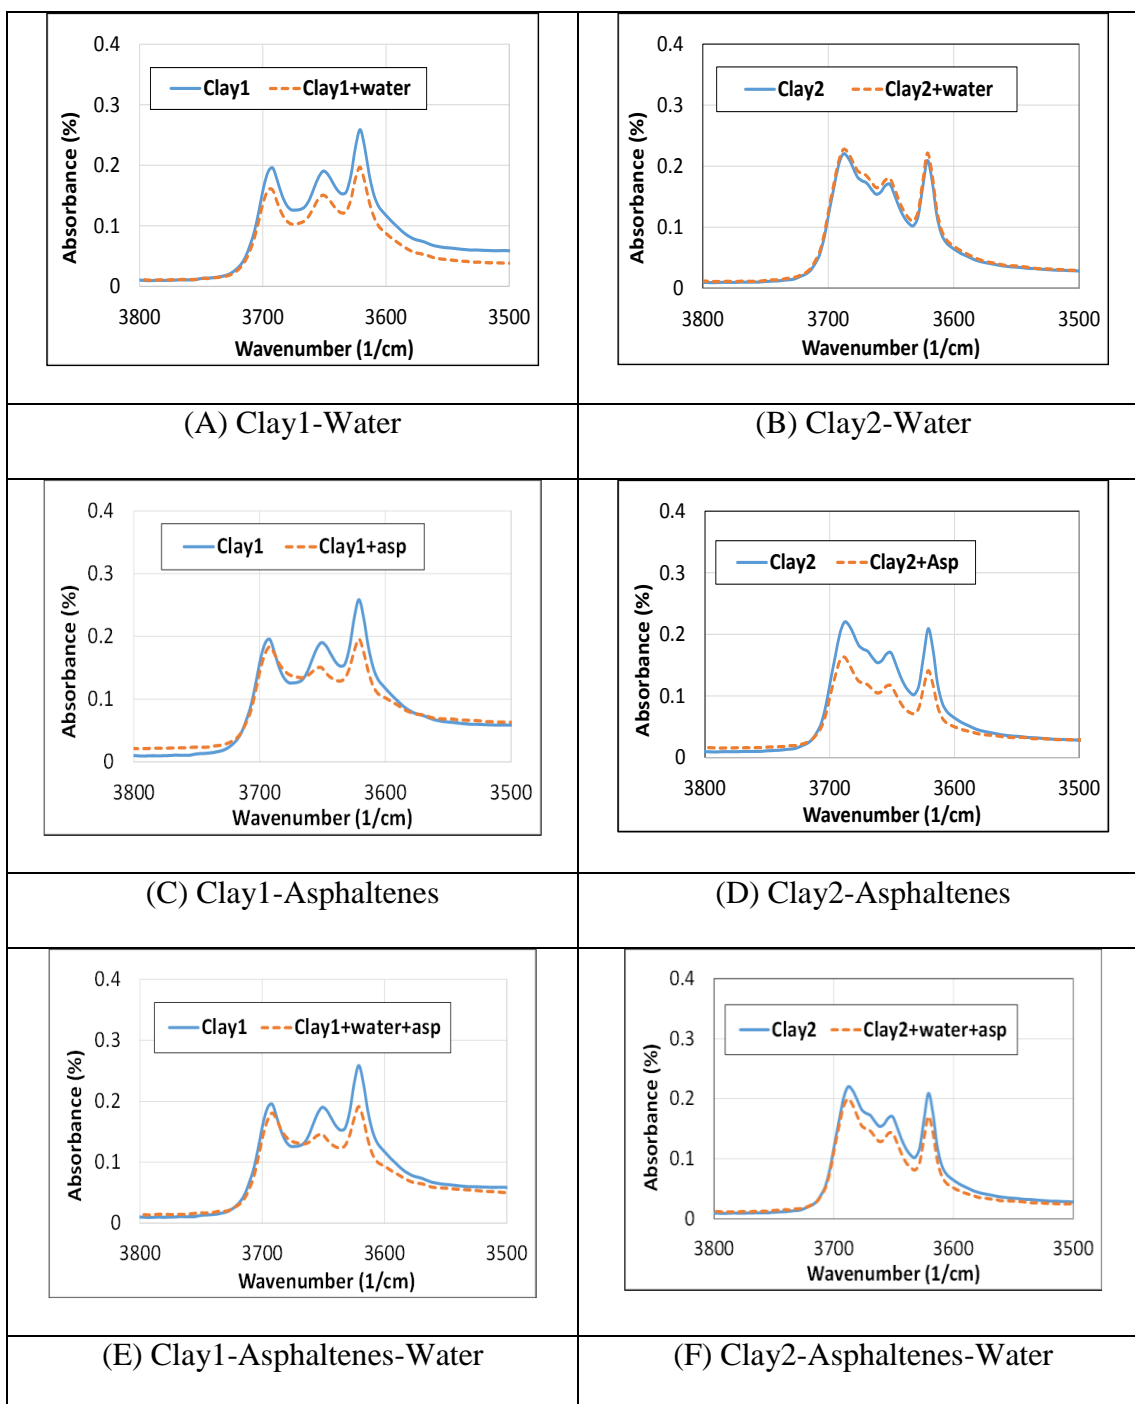 0.4
0.3
0.2
0.1
0
Absorbance (%)
Clay1 Clay1+water
3800 3700 3600 3500
Wavenumber (1/cm)
0.4
0.3
0.2
0.1
0
Absorbance (%)
Clay2 Clay2+water
3800 3700 3600 3500
Wavenumber (1/cm)
(A) Clay1-Water
(B) Clay2-Water
0.4
0.3
0.2
0.1
0
Absorbance (%)
Clay1 Clay1+asp
3800 3700 3600 3500
Wavenumber (1/cm)
0.4
0.3
0.2
0.1
0
Absorbance (%)
Clay2 Clay2+Asp
3800 3700 3600 3500
Wavenumber (1/cm)
(C) Clay1-Asphaltenes
(D) Clay2-Asphaltenes
0.4
0.3
0.2
0.1
0
Absorbance (%)
Clay1 Clay1+water+asp
3800 3700 3600 3500
Wavenumber (1/cm)
0.4
0.3
0.2
0.1
0
Absorbance (%)
Clay2 Clay2+water+asp
3800 3700 3600 3500
Wavenumber (1/cm)
(E) Clay1-Asphaltenes-Water
(F) Clay2-Asphaltenes-Water